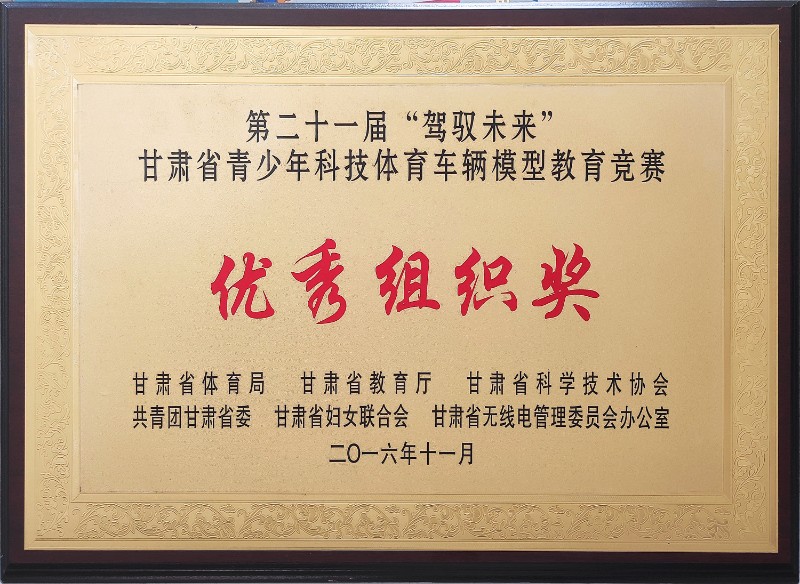 第二十一届“驾驭未来”
甘肃省青少年科技体育车辆模型教育竞赛
优秀组织奖
甘肃省体育局 甘肃省教育厅 甘肃省科学技术协会
共青团甘肃省委 甘肃省妇女联合会 甘肃省无线电管理委员会办公室
二〇一六年十一月